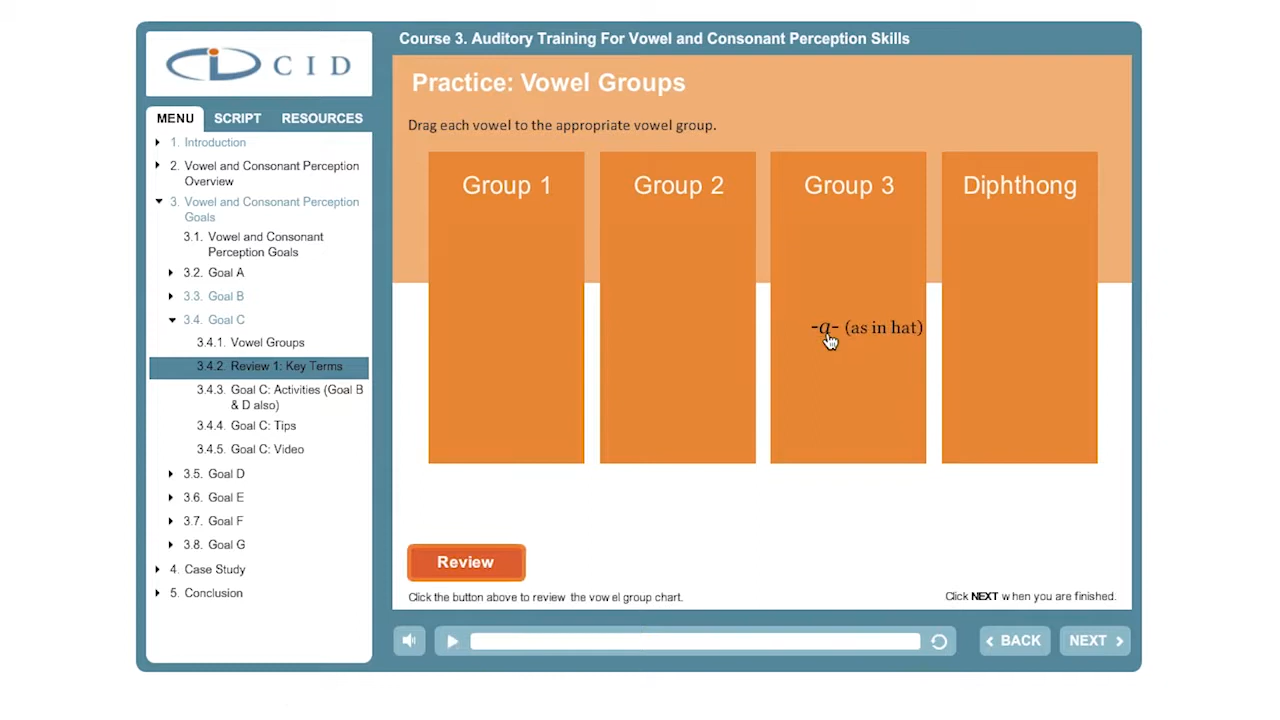 CID
Course 3. Auditory Training For Vowel and Consonant Perception Skills
MENU
SCRIPT
RESOURCES
1. Introduction
2. Vowel and Consonant Perception
Overview
3. Vowel and Consonant Perception
Goals
3.1. Vowel and Consonant
Perception Goals
3.2. Goal A
3.3. Goal B
3.4. Goal C
3.4.1. Vowel Groups
3.4.2. Review 1: Key Terms
3.4.3. Goal C: Activities (Goal B
& D also)
3.4.4. Goal C: Tips
3.4.5. Goal C: Video
3.5. Goal D
3.6. Goal E
3.7. Goal F
3.8. Goal G
4. Case Study
5. Conclusion
Practice: Vowel Groups
Drag each vowel to the appropriate vowel group.
Group 1
Group 2
Group 3
Diphthong
-a- (as in hat)
Review
Click the button above to review the vowel group chart.
Click NEXT when you are finished.
BACK
NEXT